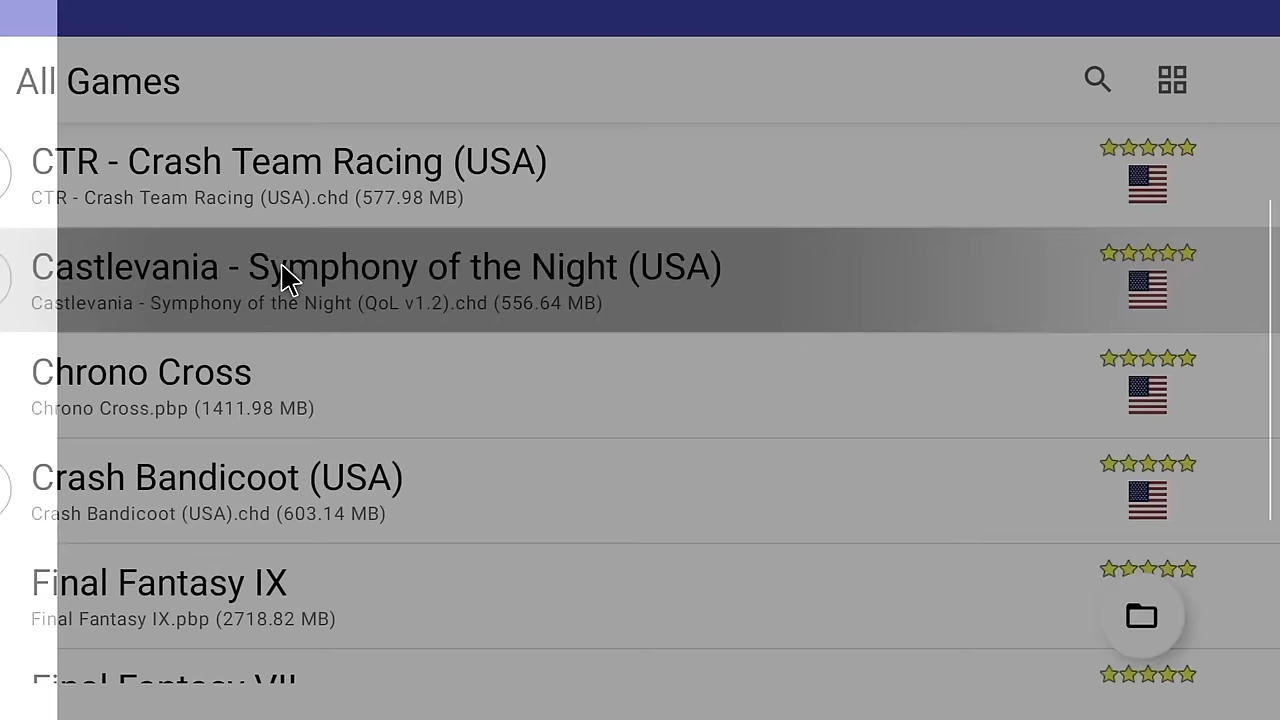 All Games
CTR - Crash Team Racing (USA)
CTR - Crash Team Racing (USA).chd (577.98 MB)
Castlevania - Symphony of the Night (USA)
Castlevania - Symphony of the Night (QoL v1.2).chd (556.64 MB)
Chrono Cross
Chrono Cross.pbp (1411.98 MB)
Crash Bandicoot (USA)
Crash Bandicoot (USA).chd (603.14 MB)
Final Fantasy IX
Final Fantasy IX.pbp (2718.82 MB)
Final Fantasy VII